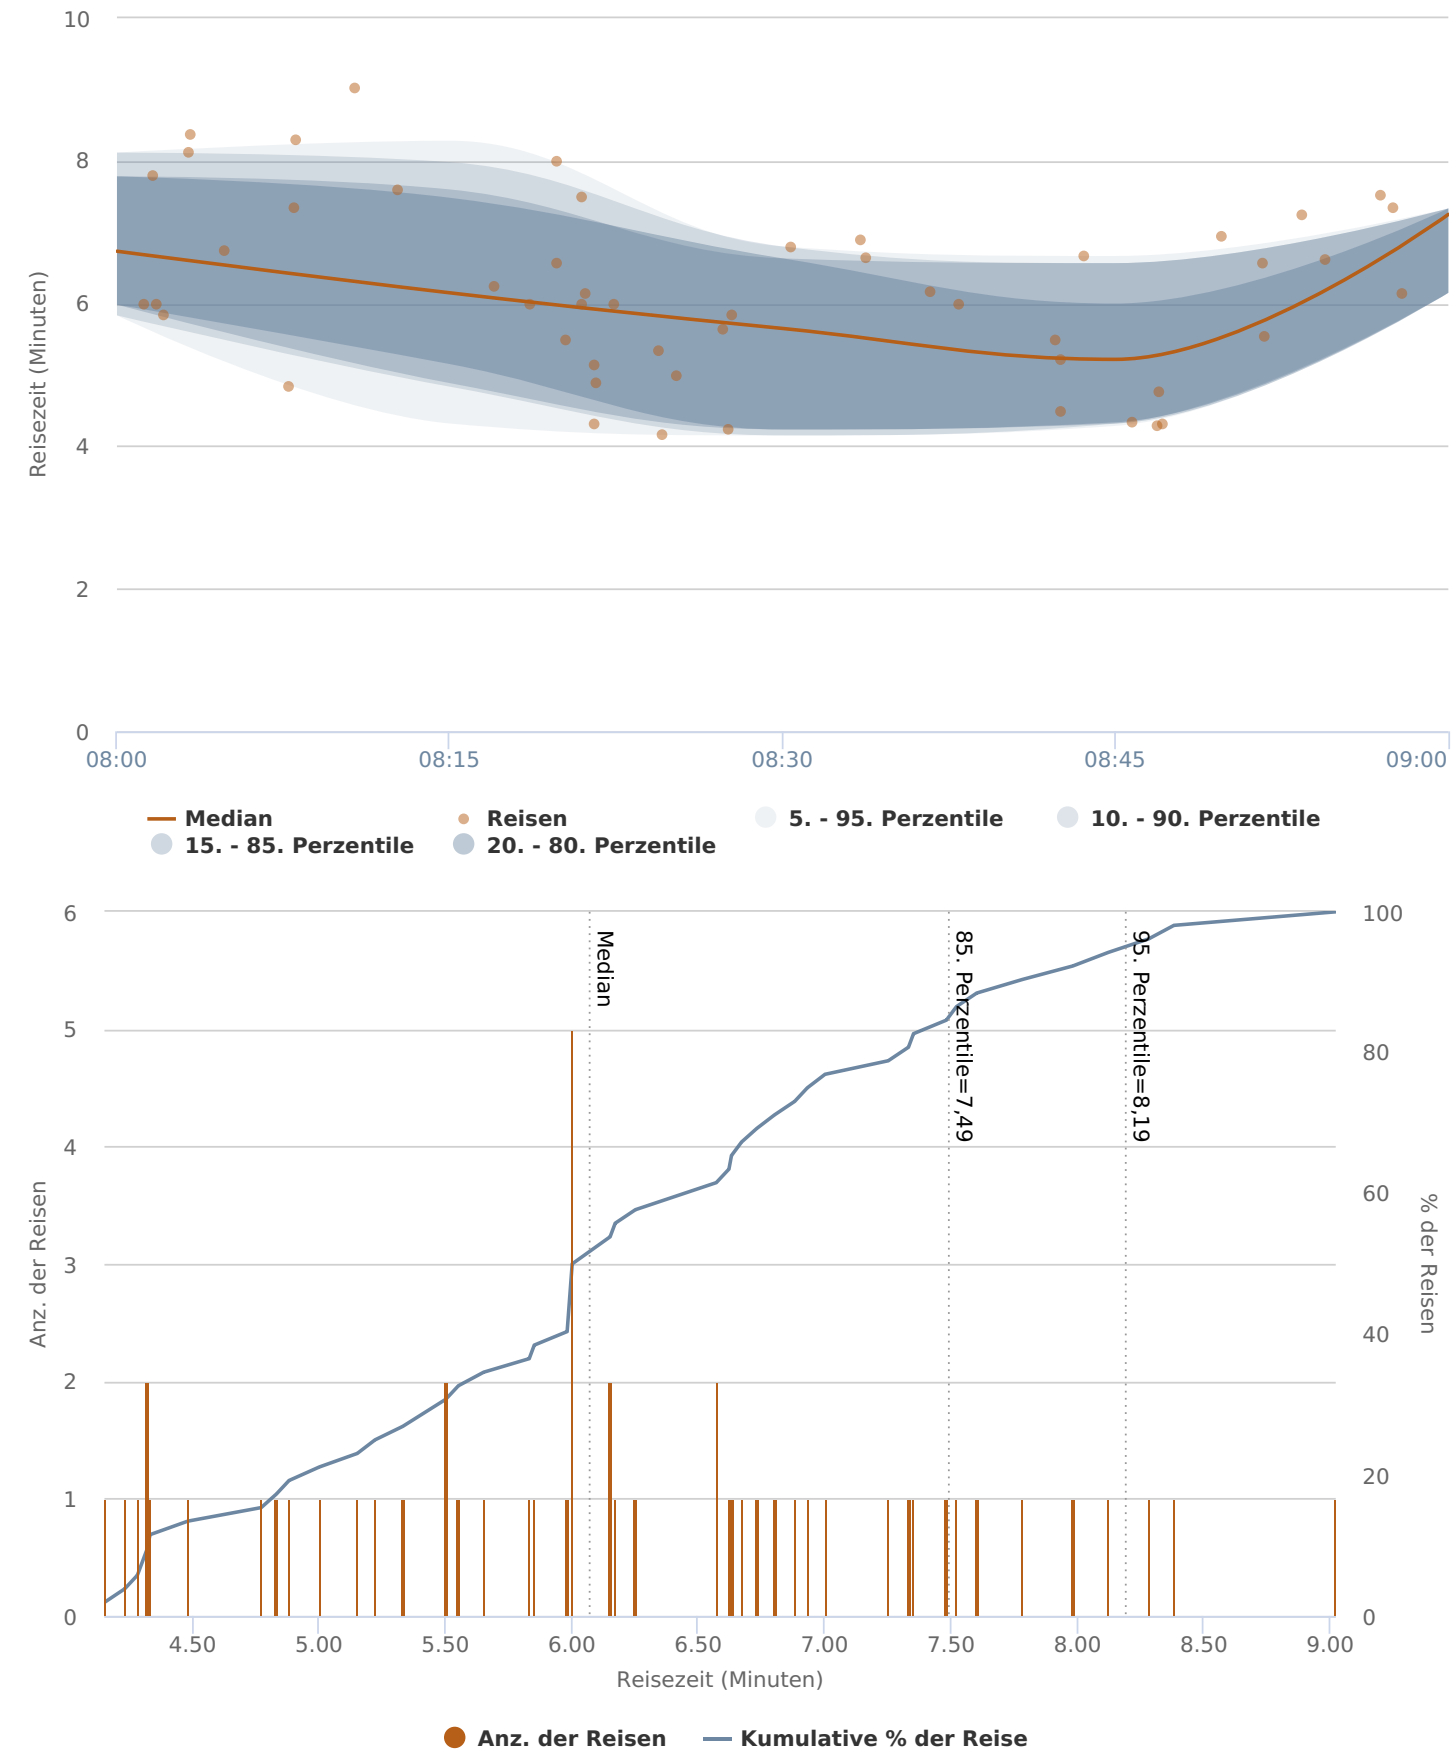 10
8
6
4
2
0
Reisezeit (Minuten)
08:00 08:15 08:30 08:45 09:00
Median Reisen 5. - 95. Perzentile 10. - 90. Perzentile
15. - 85. Perzentile 20. - 80. Perzentile
6
5
4
3
2
1
0
Anz. der Reisen
Median
85. Perzentile=7,49
95. Perzentile=8,19
100
80
60
40
20
0
% der Reisen
4.50 5.00 5.50 6.00 6.50 7.00 7.50 8.00 8.50 9.00
Reisezeit (Minuten)
Anz. der Reisen Kumulative % der Reise